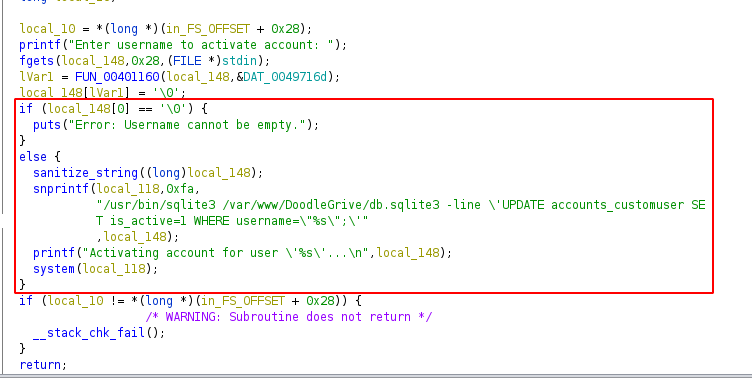 local_10 = *(long *)(in_FS_OFFSET + 0x28);
printf("Enter username to activate account: ");
fgets(local_148,0x28,(FILE *)stdin);
lVar1 = FUN_00401160(local_148,&DAT_0049716d);
local_148[lVar1] = '\0';
if (local_148[0] == '\0') {
puts("Error: Username cannot be empty.");
}
else {
sanitize_string((long)local_148);
snprintf(local_118,0xfa,
"/usr/bin/sqlite3 /var/www/DoodleGrive/db.sqlite3 -line \'UPDATE accounts_customuser SE
T is_active=1 WHERE username=\"%s\";\'"
,local_148);
printf("Activating account for user \'%s\'...\n",local_148);
system(local_118);
}
if (local_10 != *(long *)(in_FS_OFFSET + 0x28)) {
/* WARNING: Subroutine does not return */
__stack_chk_fail();
}
return;